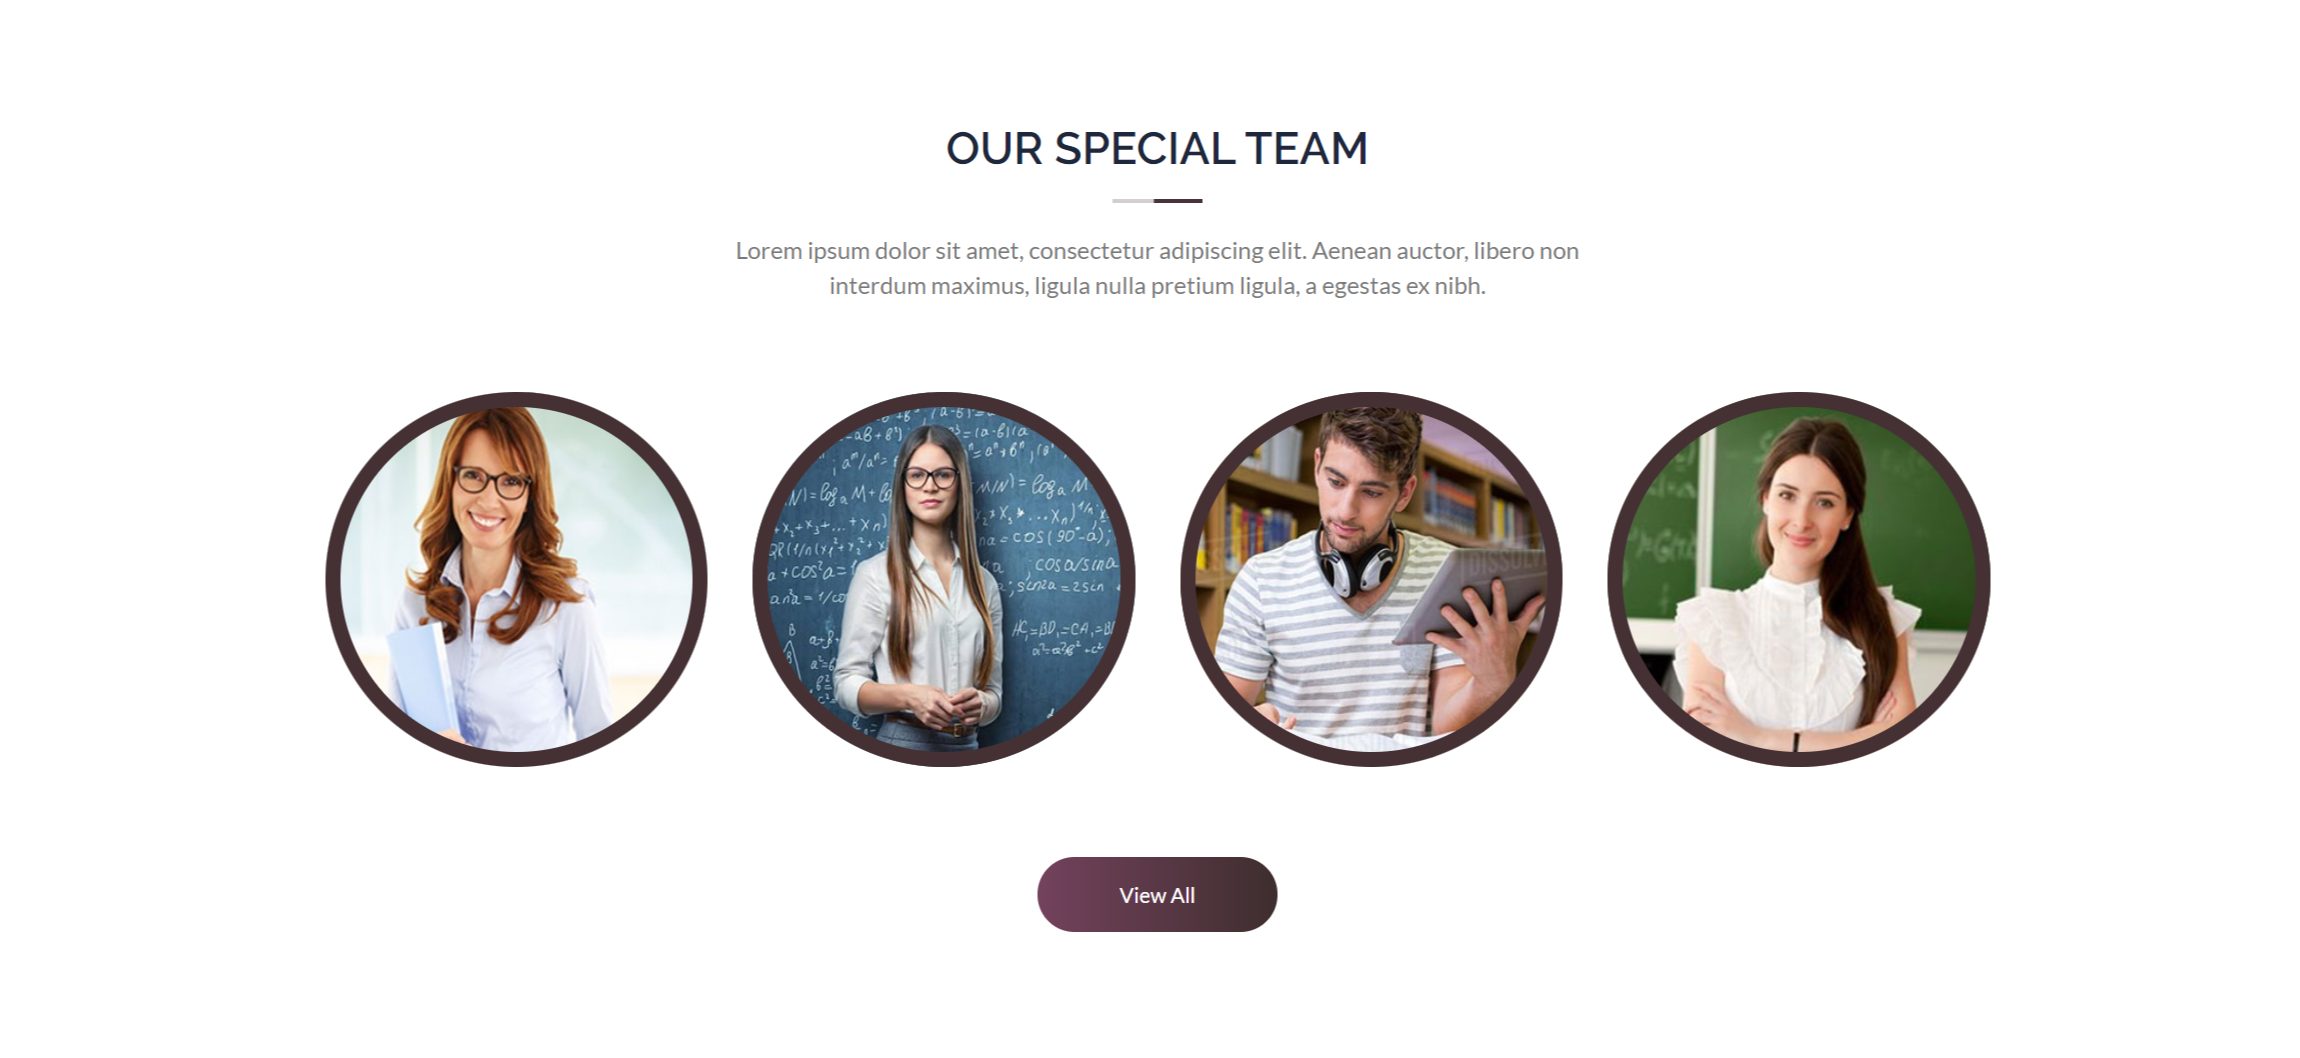 OUR SPECIAL TEAM
Lorem ipsum dolor sit amet, consectetur adipiscing elit. Aenean auctor, libero non
interdum maximus, ligula nulla pretium ligula, a egestas ex nibh.
View All